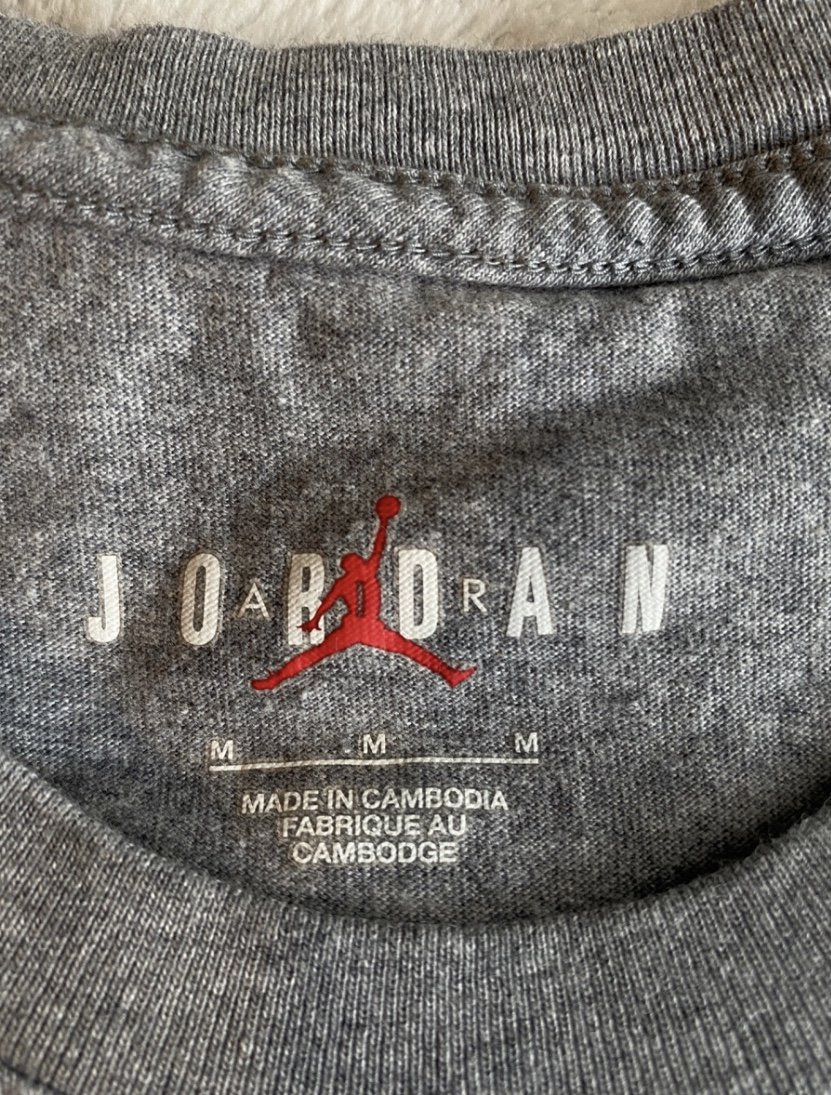 JORDAN
AIR
M M M
MADE IN CAMBODIA
FABRIQUE AU
CAMBODGE